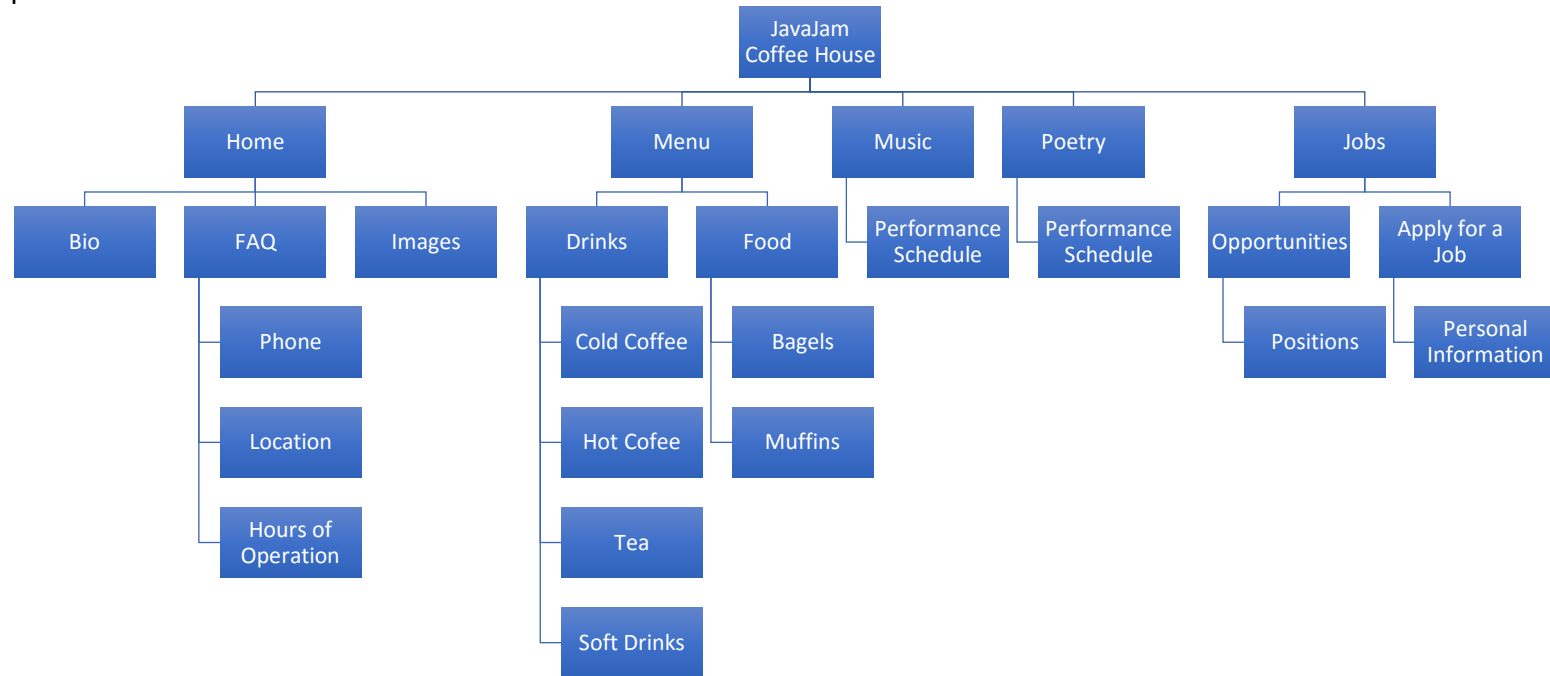 JavaJam
Coffee House
Home
Menu
Music
Poetry
Jobs
Bio
FAQ
Images
Drinks
Food
Performance
Schedule
Performance
Schedule
Opportunities
Apply for a
Job
Phone
Cold Coffee
Bagels
Positions
Personal
Information
Location
Hot Cofee
Muffins
Hours of
Operation
Tea
Soft Drinks